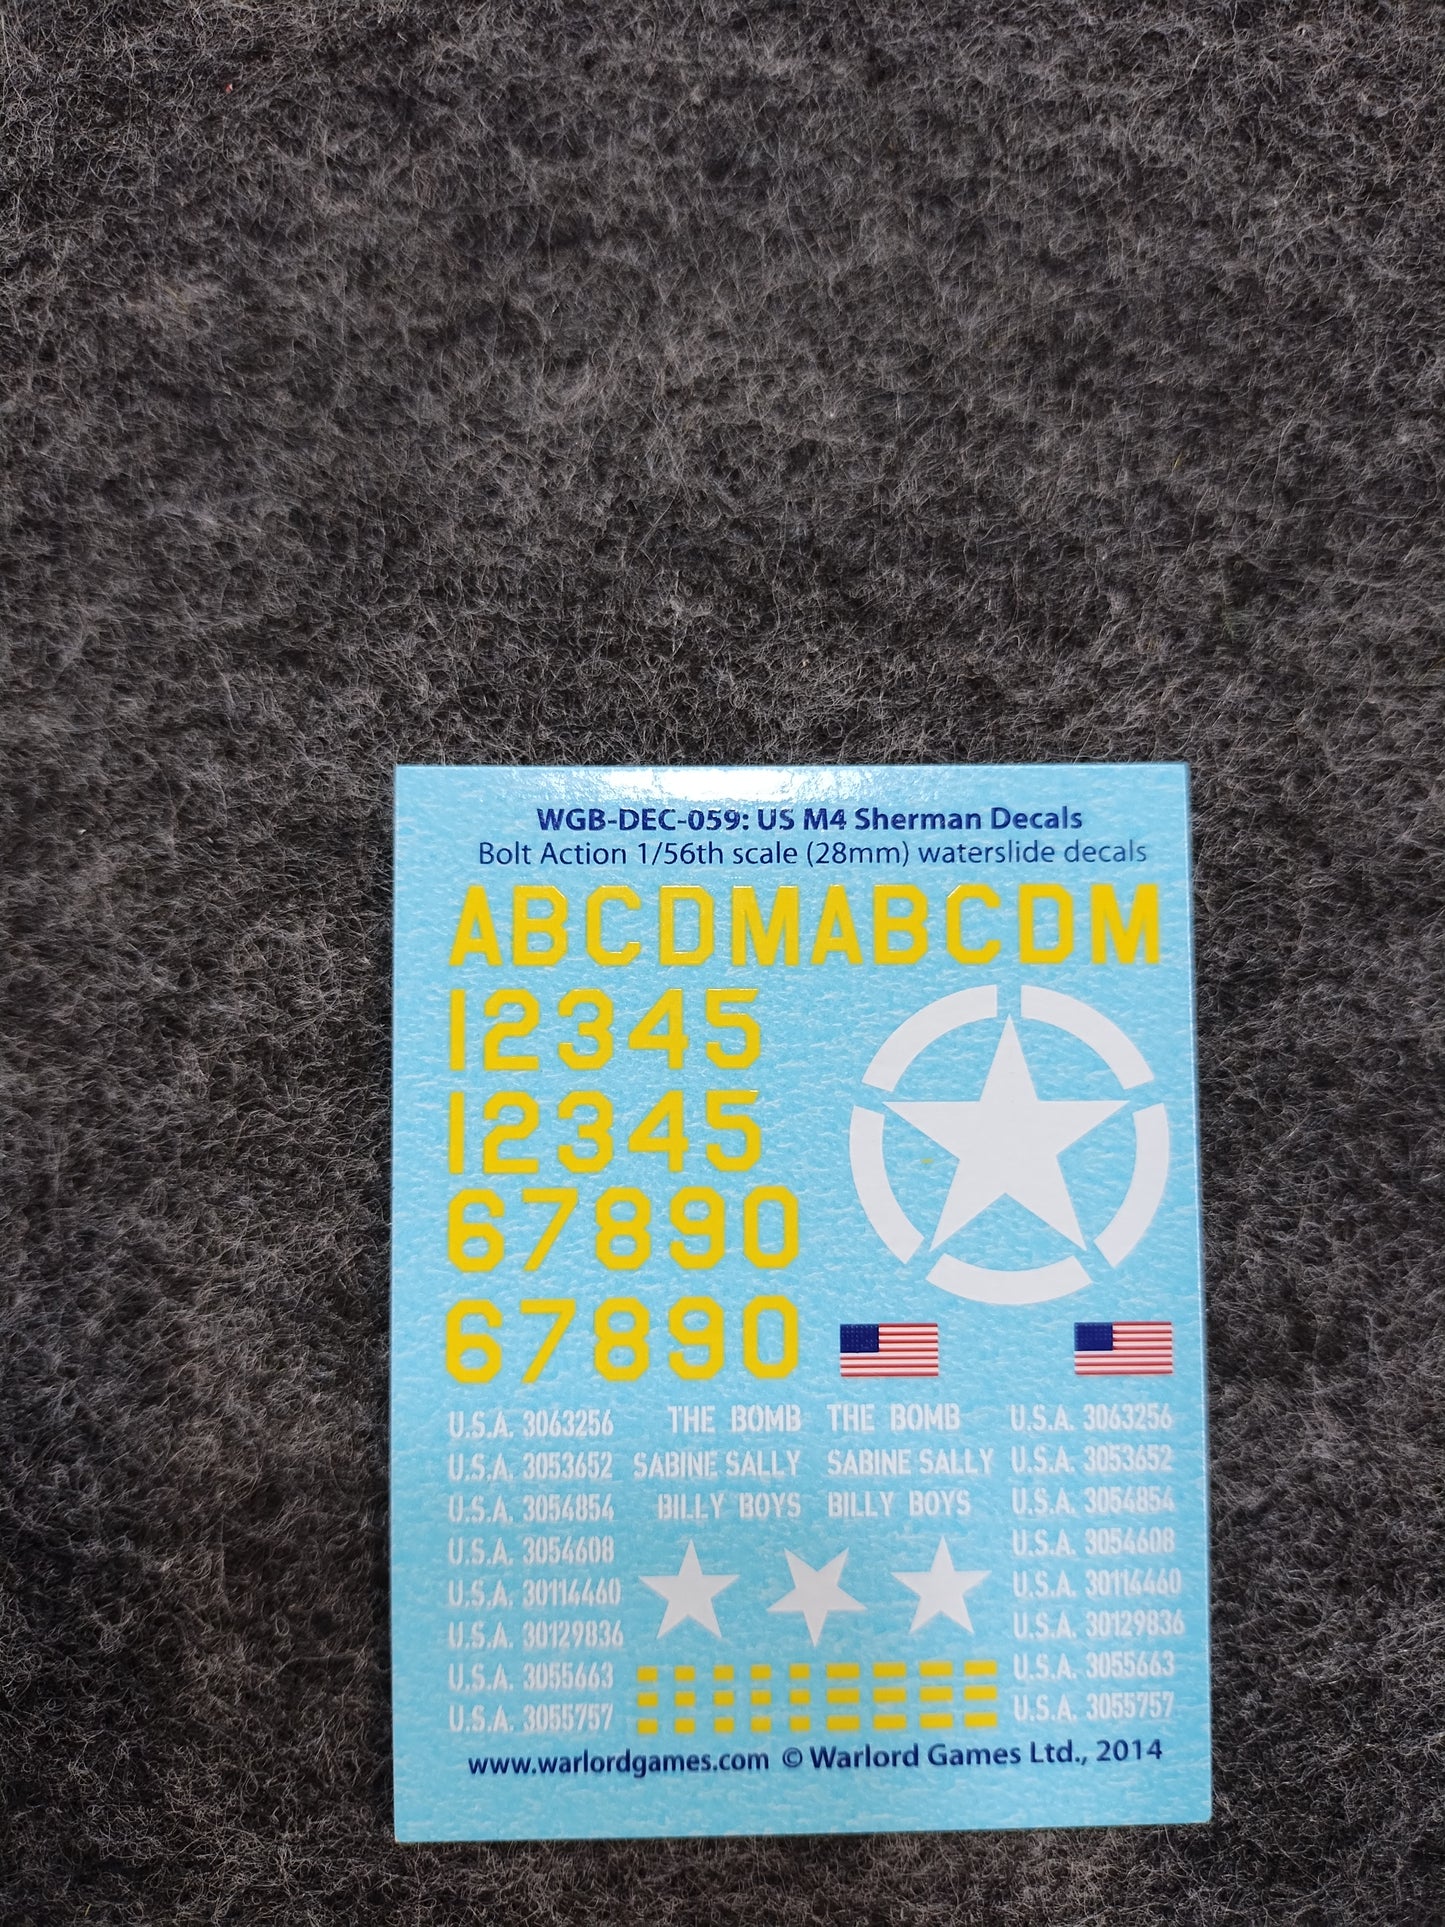 WGB-DEC-059: US M4 Sherman Decals
Bolt Action 1/56th scale (28mm) waterslide decals
ABCDMABCDM
12345
12345
67890
67890
U.S.A. 3063256 THE BOMB THE BOMB U.S.A. 3063256
U.S.A. 3053652 SABINE SALLY SABINE SALLY U.S.A. 3053652
U.S.A. 3054854 BILLY BOYS BILLY BOYS U.S.A. 3054854
U.S.A. 3054608 U.S.A. 3054608
U.S.A. 30114460 U.S.A. 30114460
U.S.A. 30129836 U.S.A. 30129836
U.S.A. 3055663 U.S.A. 3055663
U.S.A. 3055757 U.S.A. 3055757
www.warlordgames.com © Warlord Games Ltd., 2014